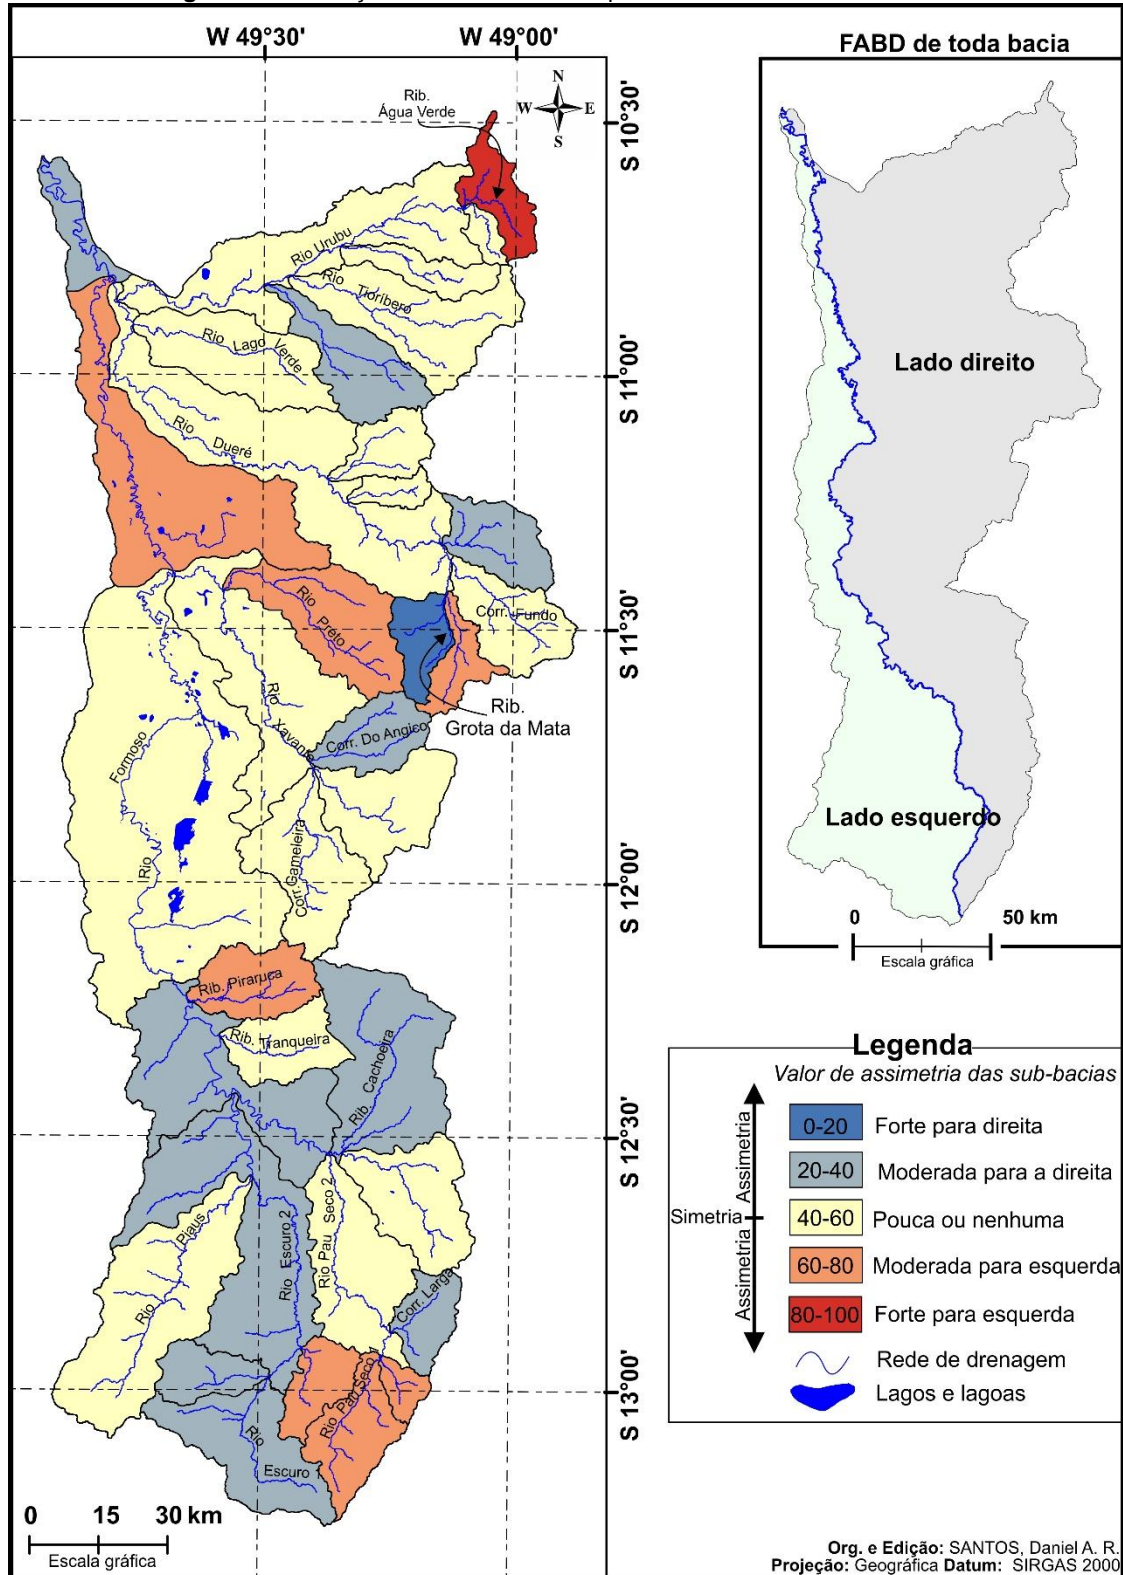 W 49°30'
W 49°00'
FABD de toda bacia
N
W
E
S
Rib.
Água Verde
S 10°30'
Rio Urubu
Rio Tioríbero
Rio Lago Verde
S 11°00'
Lado direito
Rio Dueré
Rio Preto
Corr. Fundo
S 11°30'
Rib.
Grota da Mata
Rio Xavante
Corr. Do Angico
Rio Formoso
Corr. Gameleira
Lado esquerdo
S 12°00'
0 50 km
Escala gráfica
Rib. Piraruca
Rib. Tranqueira
Rib. Cachoeira
S 12°30'
Rio Piaus
Rio Escuro 2
Rio Pau Seco 2
Corr. Larga
Rio Pau Seco 1
S 13°00'
Rio Escuro 1
0 15 30 km
Escala gráfica
Legenda
Valor de assimetria das sub-bacias
Assimetria
Simetria
Assimetria
0-20 Forte para direita
20-40 Moderada para a direita
40-60 Pouca ou nenhuma
60-80 Moderada para esquerda
80-100 Forte para esquerda
Rede de drenagem
Lagos e lagoas
Org. e Edição: SANTOS, Daniel A. R.
Projeção: Geográfica Datum: SIRGAS 2000